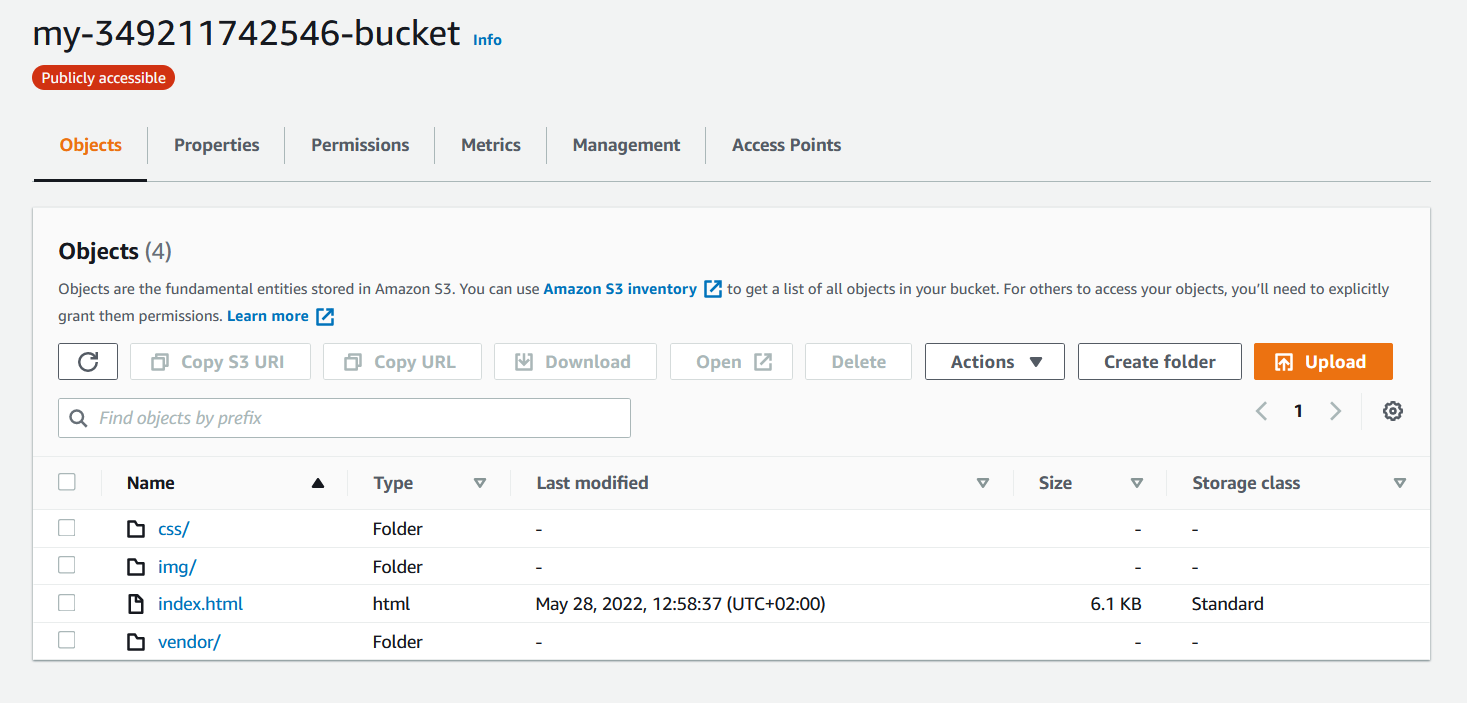 my-349211742546-bucket Info
Publicly accessible
Objects Properties Permissions Metrics Management Access Points
Objects (4)
Objects are the fundamental entities stored in Amazon S3. You can use Amazon S3 inventory to get a list of all objects in your bucket. For others to access your objects, you'll need to explicitly
grant them permissions. Learn more
Copy S3 URI Copy URL Download Open Delete Actions Create folder Upload
Find objects by prefix
1
Name Type Last modified Size Storage class
css/ Folder - - -
img/ Folder - - -
index.html html May 28, 2022, 12:58:37 (UTC+02:00) 6.1 KB Standard
vendor/ Folder - - -